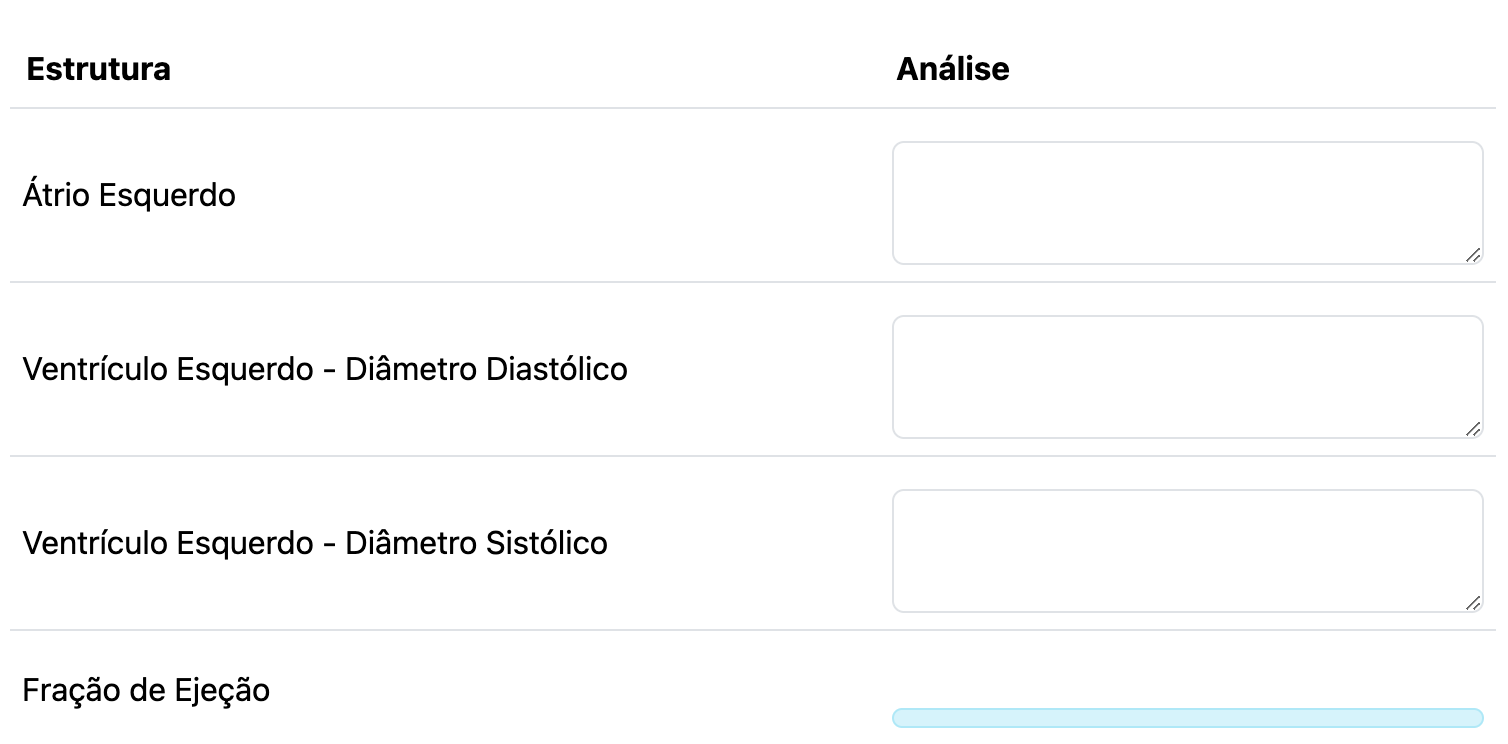 Estrutura Análise
Átrio Esquerdo
Ventrículo Esquerdo - Diâmetro Diastólico
Ventrículo Esquerdo - Diâmetro Sistólico
Fração de Ejeção